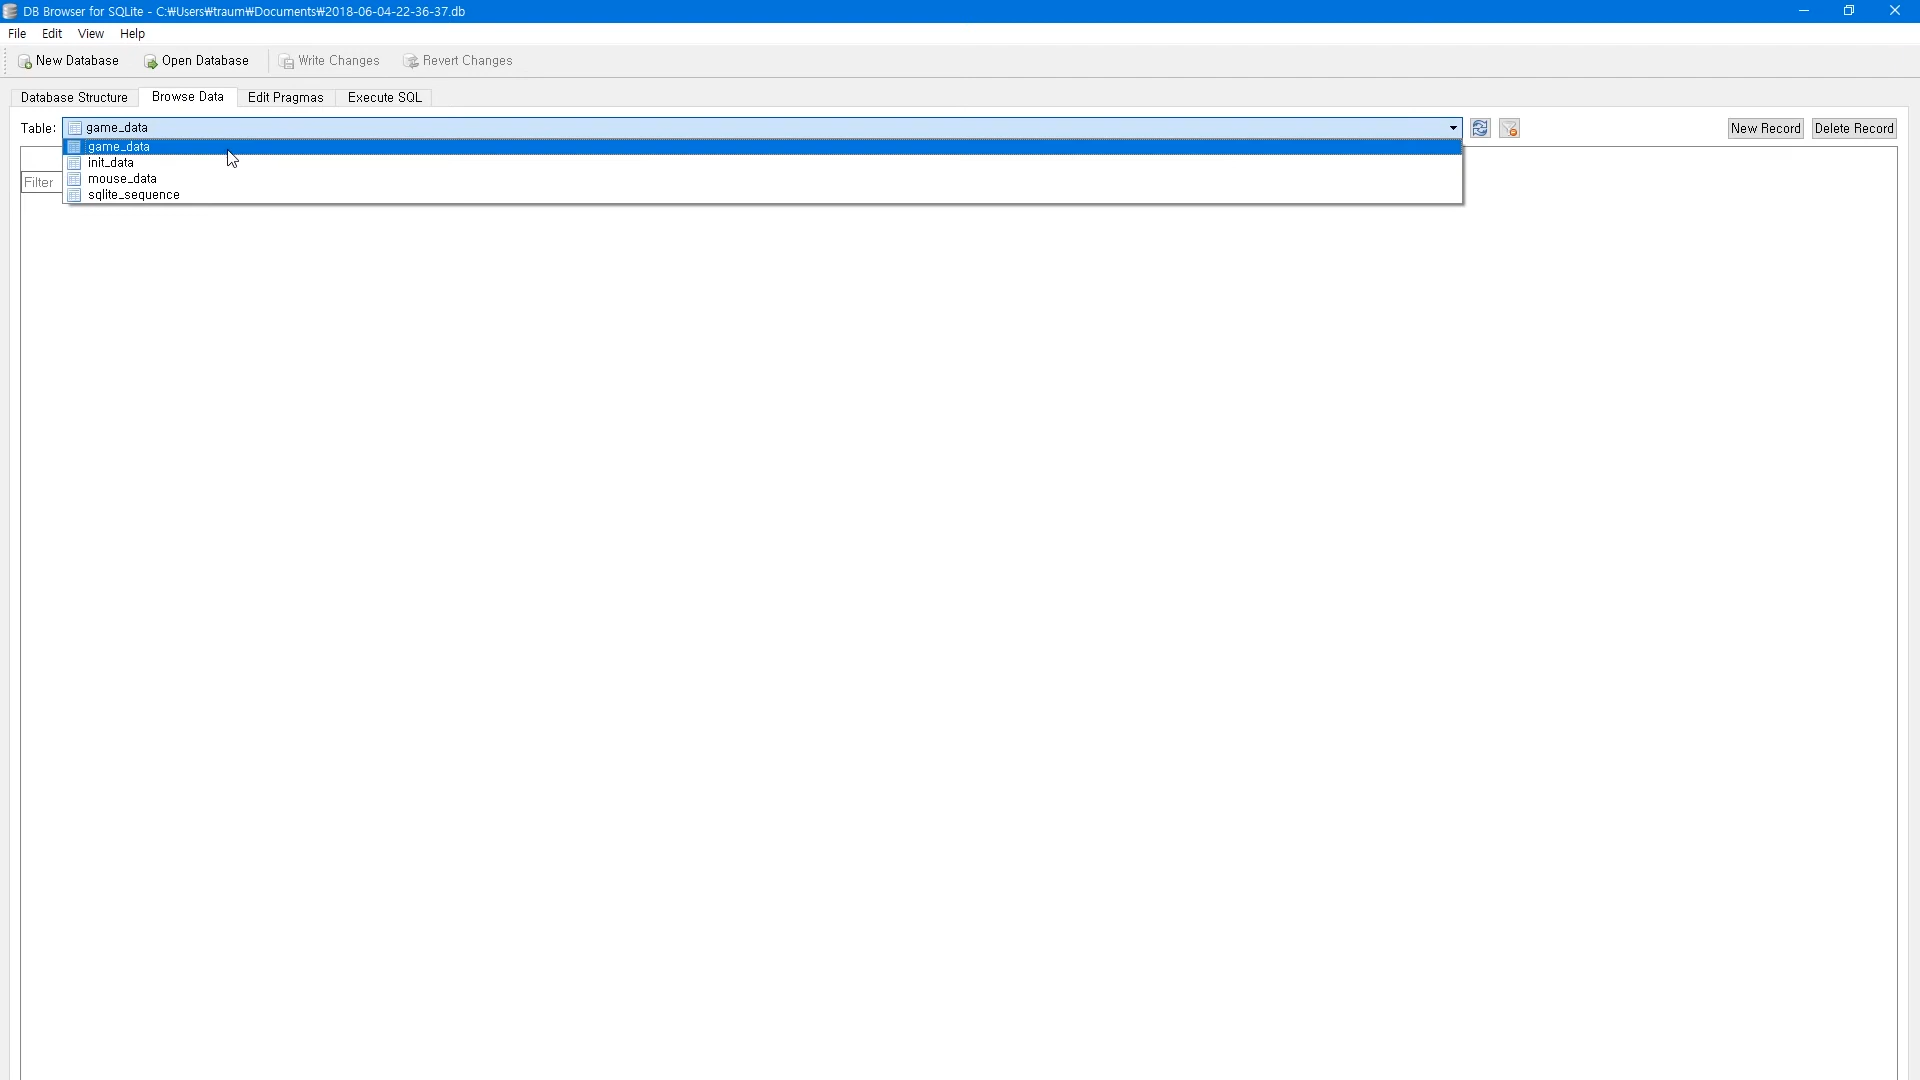 DB Browser for SQLite - C:₩Users₩traum₩Documents₩2018-06-04-22-36-37.db
File Edit View Help
New Database Open Database Write Changes Revert Changes
Database Structure Browse Data Edit Pragmas Execute SQL
Table: game_data New Record Delete Record
game_data
init_data
mouse_data
sqlite_sequence
Filter